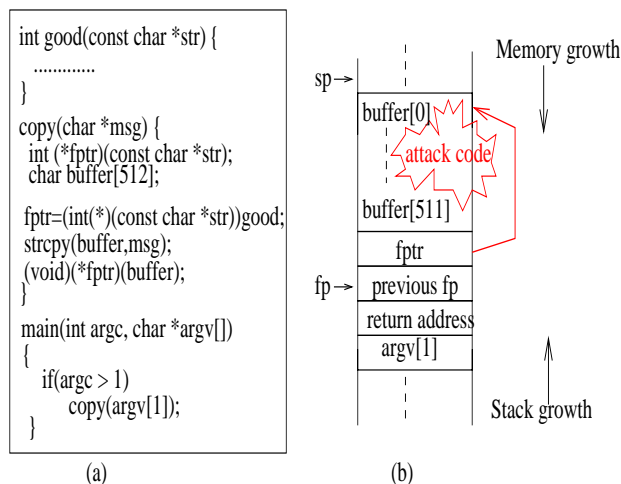 int good(const char *str) {
.............
}
copy(char *msg) {
int (*fptr)(const char *str);
char buffer[512];
fptr=(int(*)(const char *str))good;
strcpy(buffer,msg);
(void)(*fptr)(buffer);
}
main(int argc, char *argv[])
{
if(argc > 1)
copy(argv[1]);
}
(a)
Memory growth
sp
buffer[0]
attack code
buffer[511]
fptr
fp
previous fp
return address
argv[1]
Stack growth
(b)